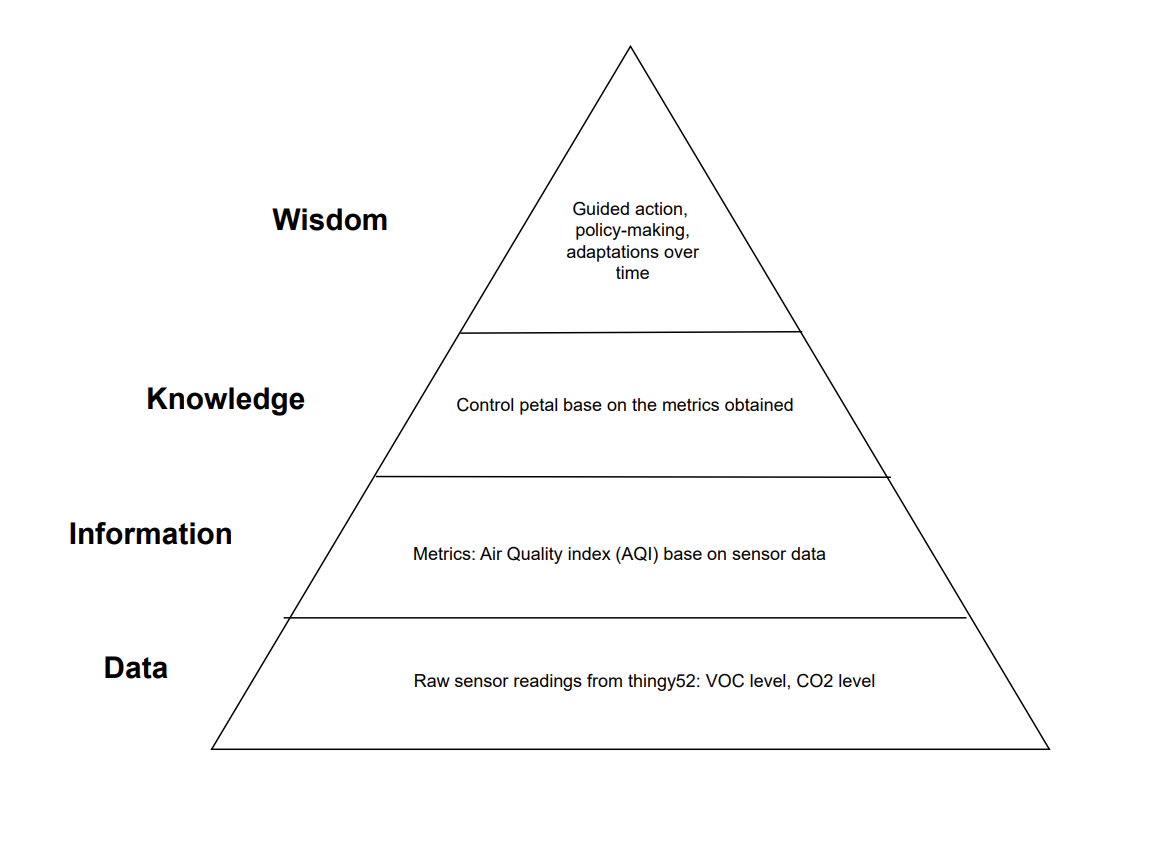 Wisdom
Guided action,
policy-making,
adaptations over
time
Knowledge
Control petal base on the metrics obtained
Information
Metrics: Air Quality index (AQI) base on sensor data
Data
Raw sensor readings from thingy52: VOC level, CO2 level